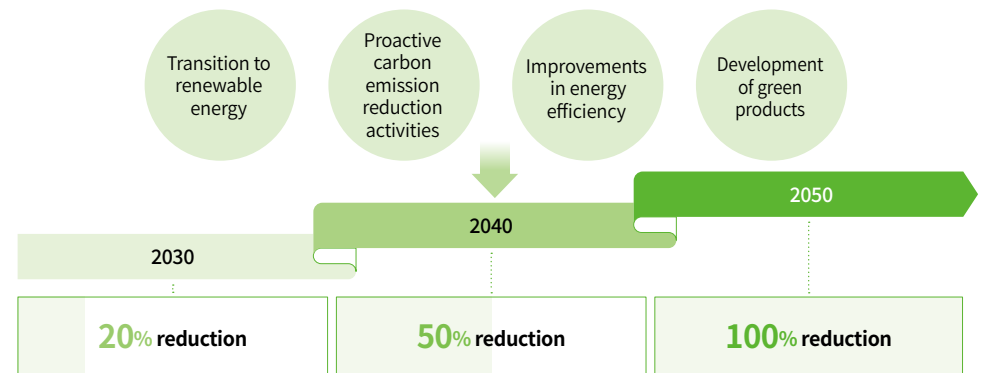 Transition to
renewable
energy
Proactive
carbon
emission
reduction
activities
Improvements
in energy
efficiency
Development
of green
products
2030
2040
2050
20% reduction
50% reduction
100% reduction